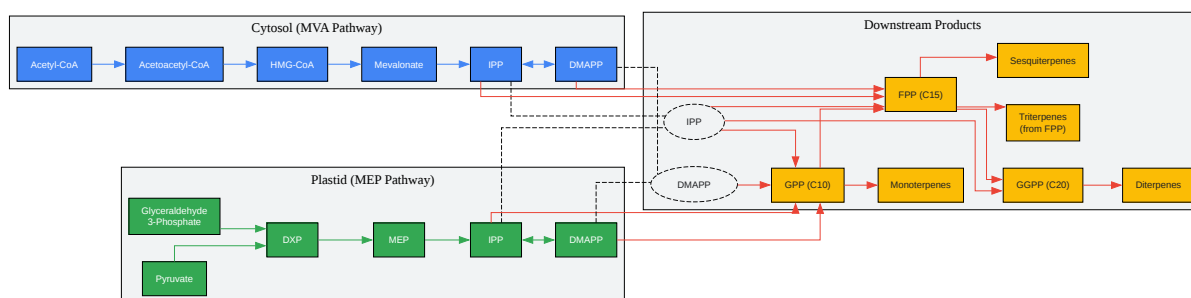 Cytosol (MVA Pathway)
Acetyl-CoA
Acetoacetyl-CoA
HMG-CoA
Mevalonate
IPP
DMAPP
Plastid (MEP Pathway)
Glyceraldehyde
3-Phosphate
Pyruvate
DXP
MEP
IPP
DMAPP
Downstream Products
IPP
DMAPP
GPP (C10)
Monoterpenes
FPP (C15)
Sesquiterpenes
Triterpenes
(from FPP)
GGPP (C20)
Diterpenes